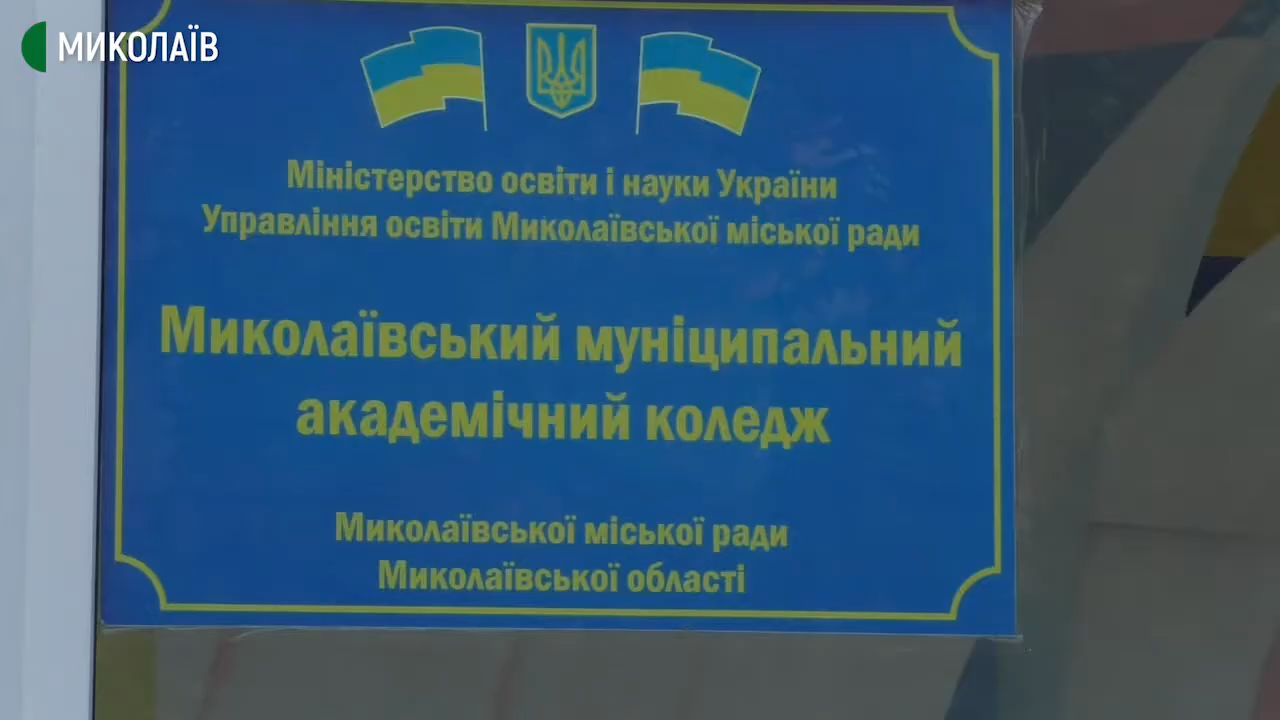 МИКОЛАЇВ
Міністерство освіти і науки України
Управління освіти Миколаївської міської ради
Миколаївський муніципальний
академічний коледж
Миколаївської міської ради
Миколаївської області